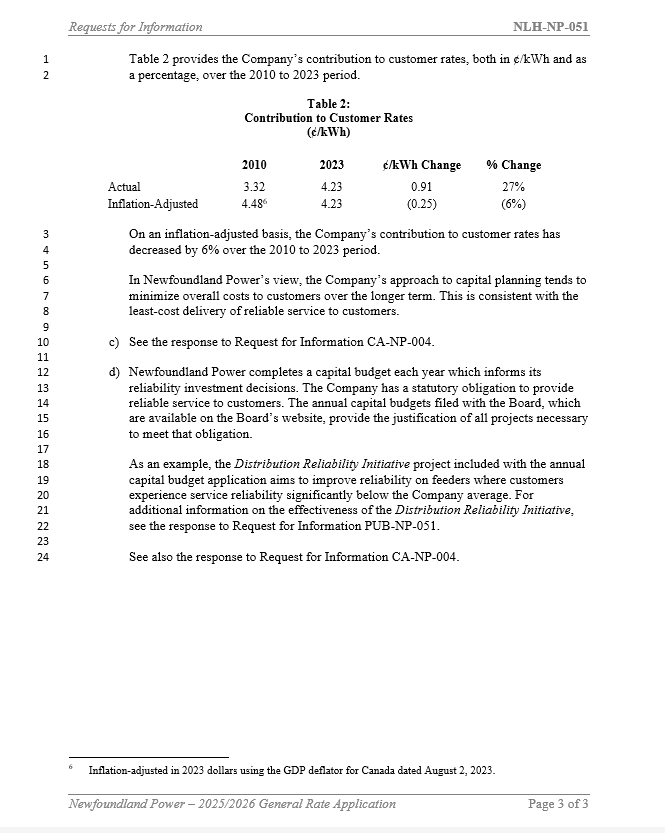 Requests for Information NLH-NP-051
1 Table 2 provides the Company's contribution to customer rates, both in ¢/kWh and as
2 a percentage, over the 2010 to 2023 period.
Table 2:
Contribution to Customer Rates
(¢/kWh)
2010 2023 ¢/kWh Change % Change
Actual 3.32 4.23 0.91 27%
Inflation-Adjusted 4.48⁶ 4.23 (0.25) (6%)
3 On an inflation-adjusted basis, the Company's contribution to customer rates has
4 decreased by 6% over the 2010 to 2023 period.
5
6 In Newfoundland Power's view, the Company's approach to capital planning tends to
7 minimize overall costs to customers over the longer term. This is consistent with the
8 least-cost delivery of reliable service to customers.
9
10 c) See the response to Request for Information CA-NP-004.
11
12 d) Newfoundland Power completes a capital budget each year which informs its
13 reliability investment decisions. The Company has a statutory obligation to provide
14 reliable service to customers. The annual capital budgets filed with the Board, which
15 are available on the Board's website, provide the justification of all projects necessary
16 to meet that obligation.
17
18 As an example, the Distribution Reliability Initiative project included with the annual
19 capital budget application aims to improve reliability on feeders where customers
20 experience service reliability significantly below the Company average. For
21 additional information on the effectiveness of the Distribution Reliability Initiative,
22 see the response to Request for Information PUB-NP-051.
23
24 See also the response to Request for Information CA-NP-004.
⁶ Inflation-adjusted in 2023 dollars using the GDP deflator for Canada dated August 2, 2023.
Newfoundland Power – 2025/2026 General Rate Application Page 3 of 3